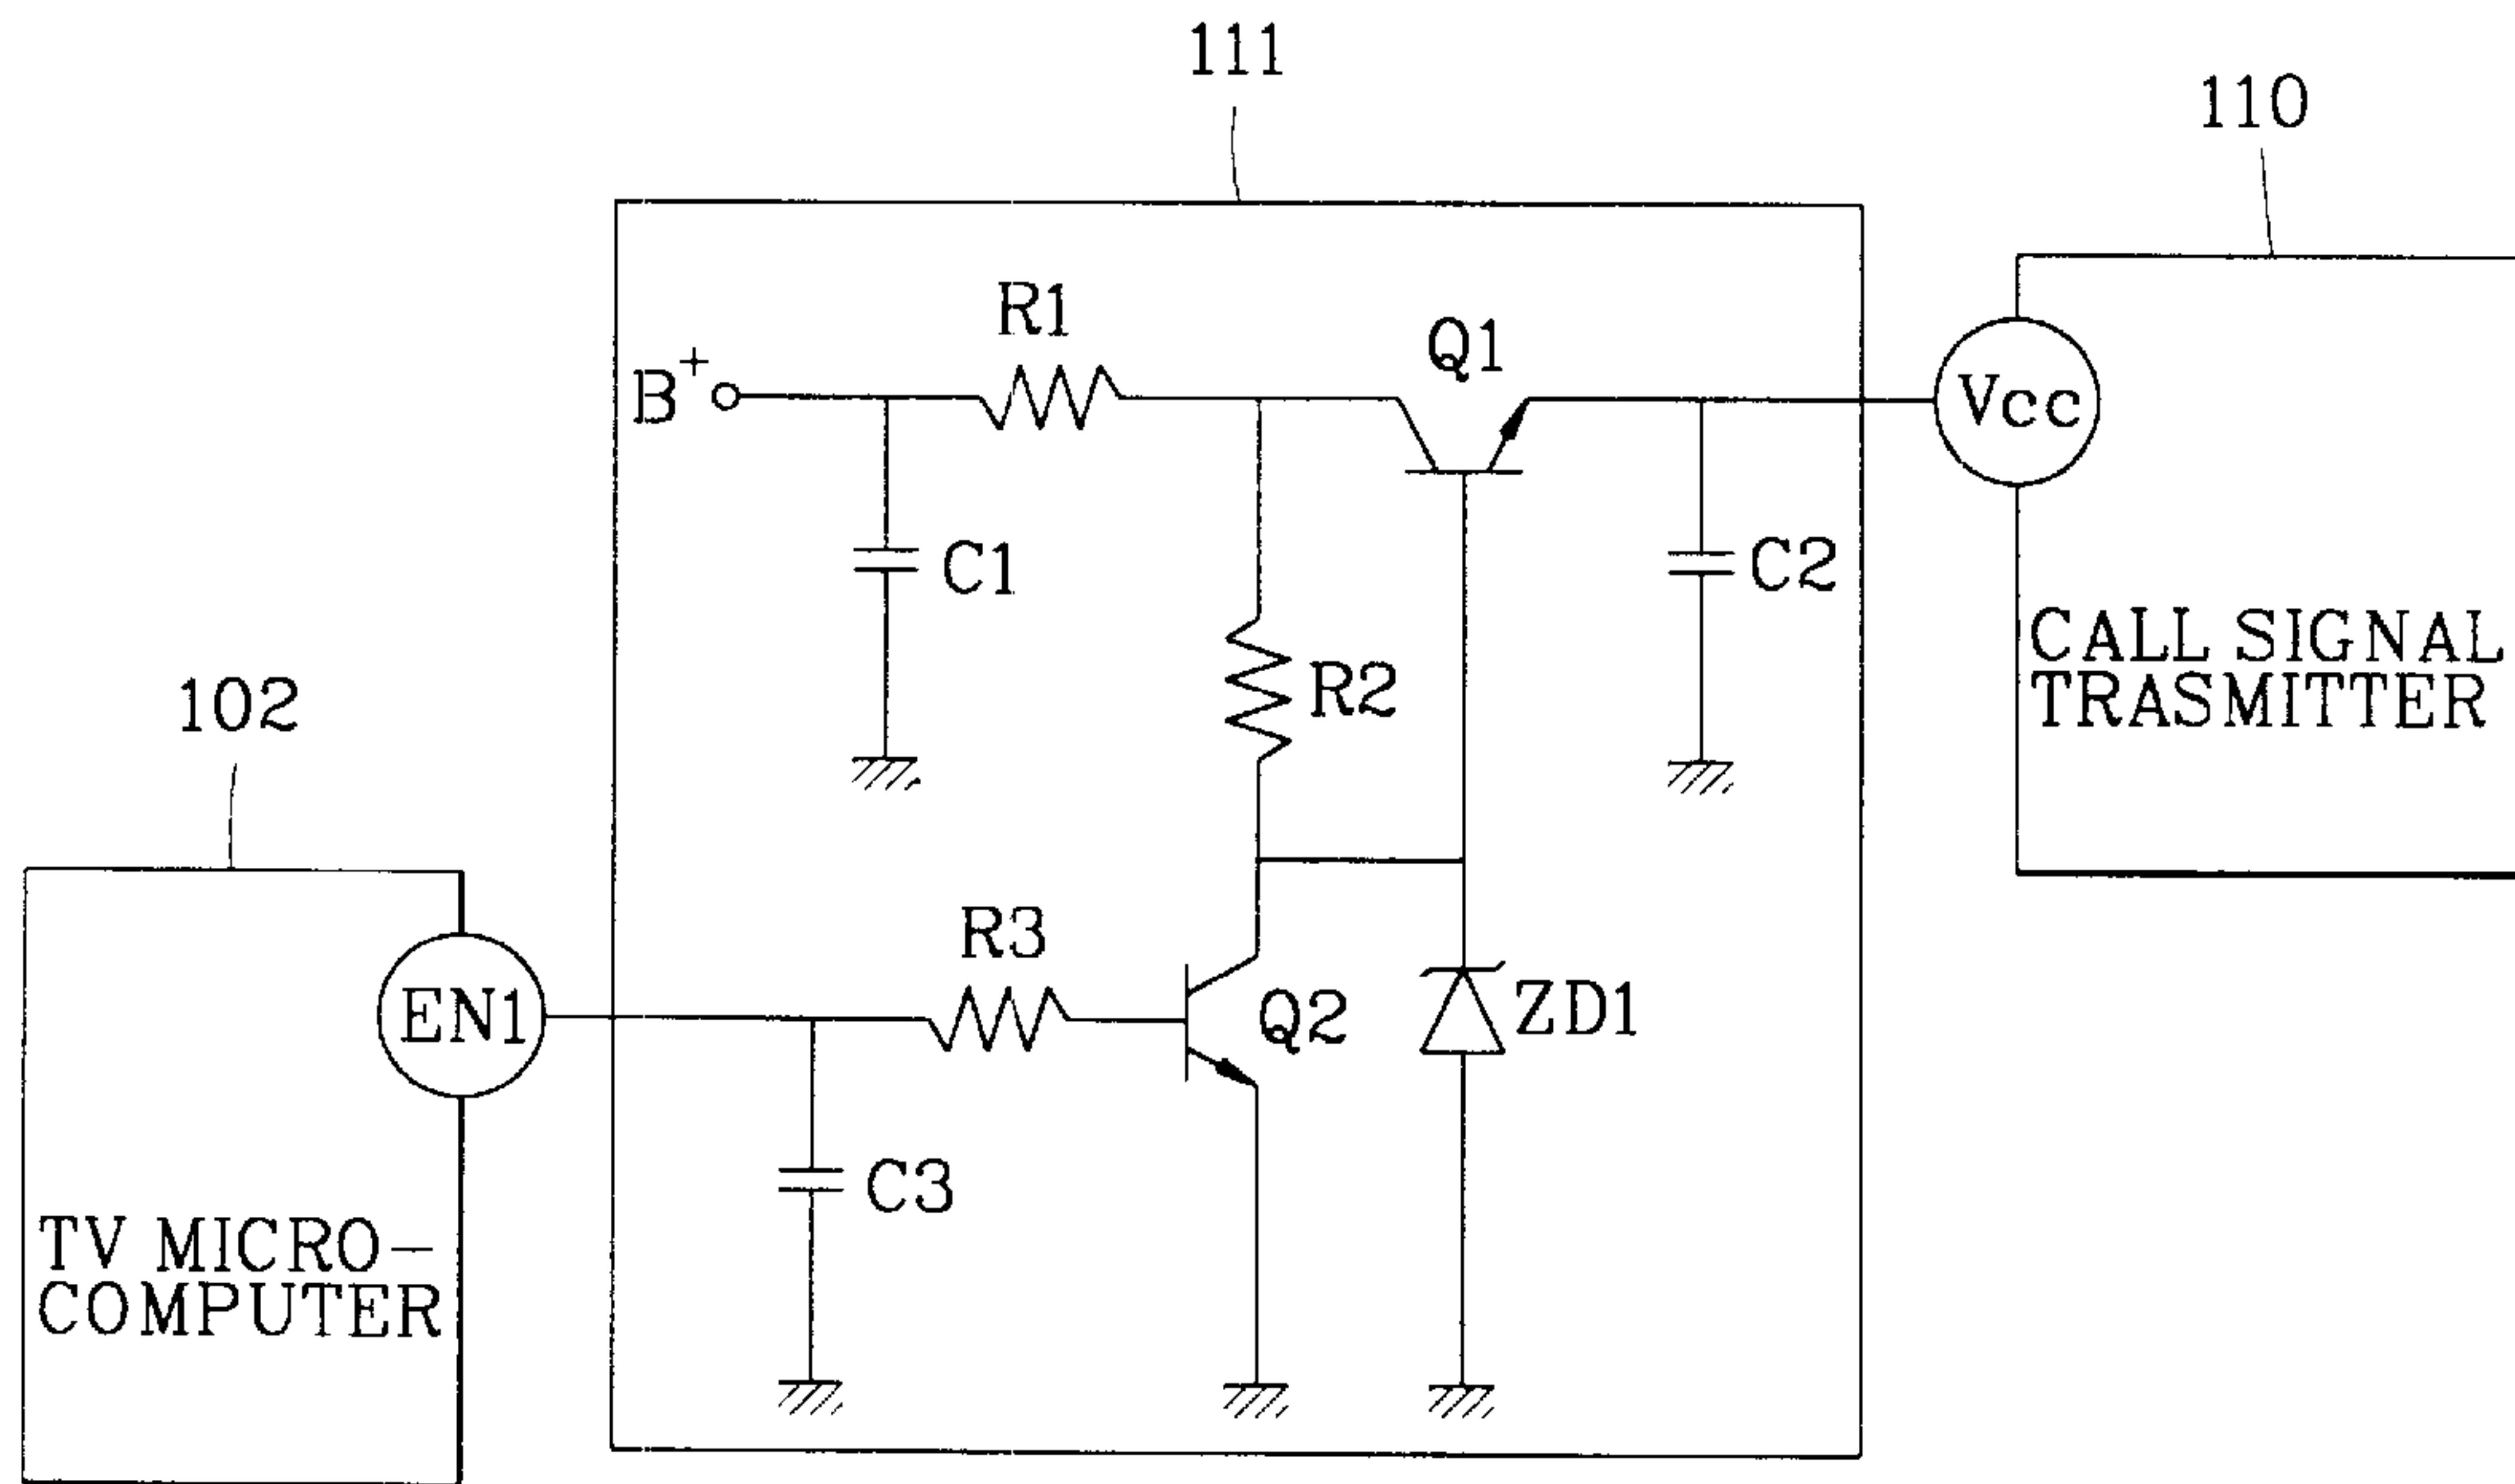 111
110
R1
Q1
B+
Vcc
C1
C2
R2
CALL SIGNAL
TRASMITTER
102
R3
EN1
Q2
ZD1
C3
TV MICRO-
COMPUTER